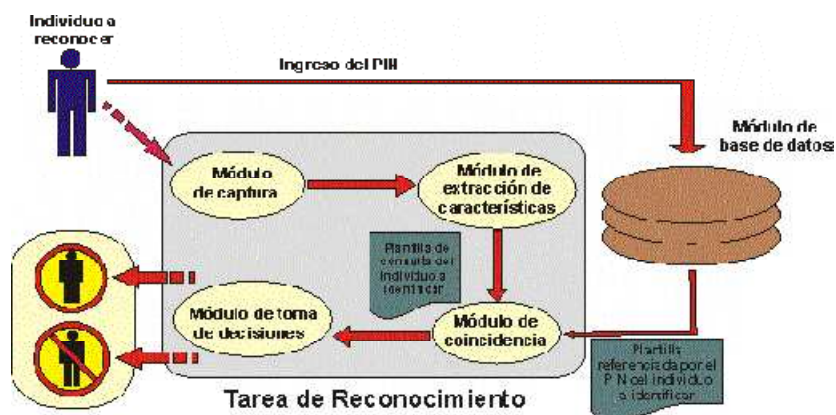 Individuo a
reconocer
Ingreso del PIN
Módulo de
base de datos
Módulo
de captura
Módulo de
extracción de
características
Plantilla de
consulta del
individuo a
identificar
Módulo de toma
de decisiones
Módulo de
coincidencia
Plantilla
referenciada por el
PIN del individuo
a identificar
Tarea de Reconocimiento